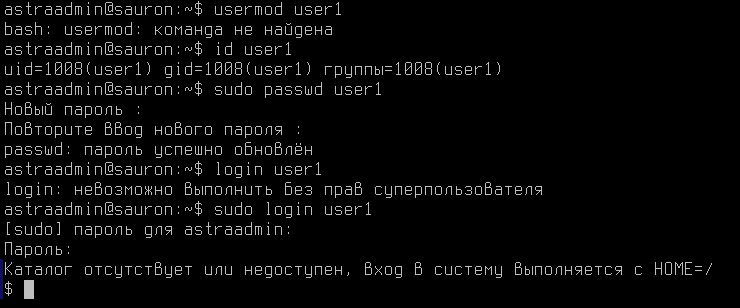 astraadmin@sauron:~$ usermod user1
bash: usermod: команда не найдена
astraadmin@sauron:~$ id user1
uid=1008(user1) gid=1008(user1) группы=1008(user1)
astraadmin@sauron:~$ sudo passwd user1
Новый пароль :
Повторите ввод нового пароля :
passwd: пароль успешно обновлён
astraadmin@sauron:~$ login user1
login: невозможно выполнить без прав суперпользователя
astraadmin@sauron:~$ sudo login user1
[sudo] пароль для astraadmin:
Пароль:
Каталог отсутствует или недоступен, вход в систему выполняется с HOME=/
$